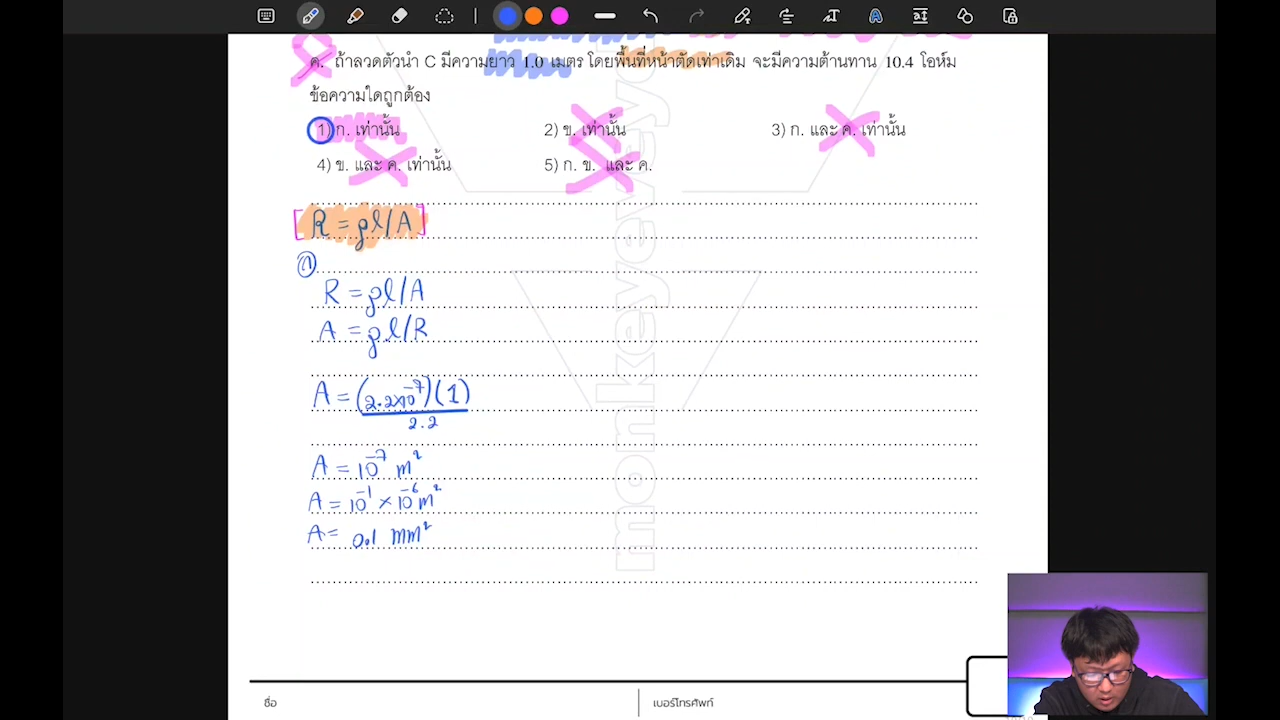 ค. ถ้าลวดตัวนำ C มีความยาว 1.0 เมตร โดยพื้นที่หน้าตัดเท่าเดิม จะมีความต้านทาน 10.4 โอห์ม
ข้อความใดถูกต้อง
1) ก. เท่านั้น 2) ข. เท่านั้น 3) ก. และ ค. เท่านั้น
4) ข. และ ค. เท่านั้น 5) ก. ข. และ ค.
R = ρl/A
ก
R = ρl/A
A = ρl/R
A = (2.2×10⁻⁷)(1)
2.2
A = 10⁻⁷ m²
A = 10⁻¹ × 10⁻⁶ m²
A = 0.1 mm²
monkeyeveryday
ชื่อ เบอร์โทรศัพท์